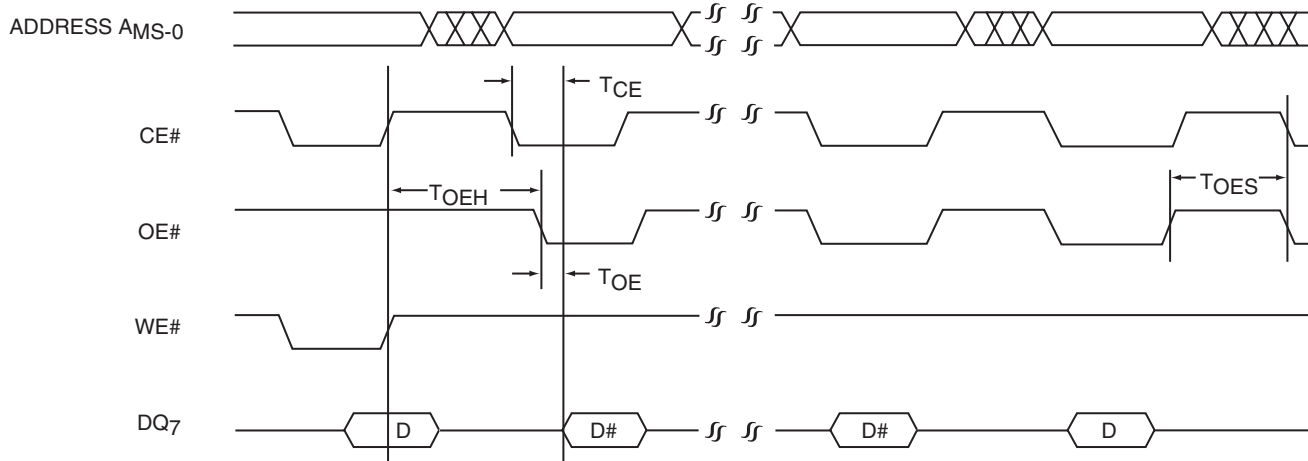 ADDRESS AMS-0
TCE
CE#
TOEH
TOES
OE#
TOE
WE#
DQ7
D
D#
D#
D